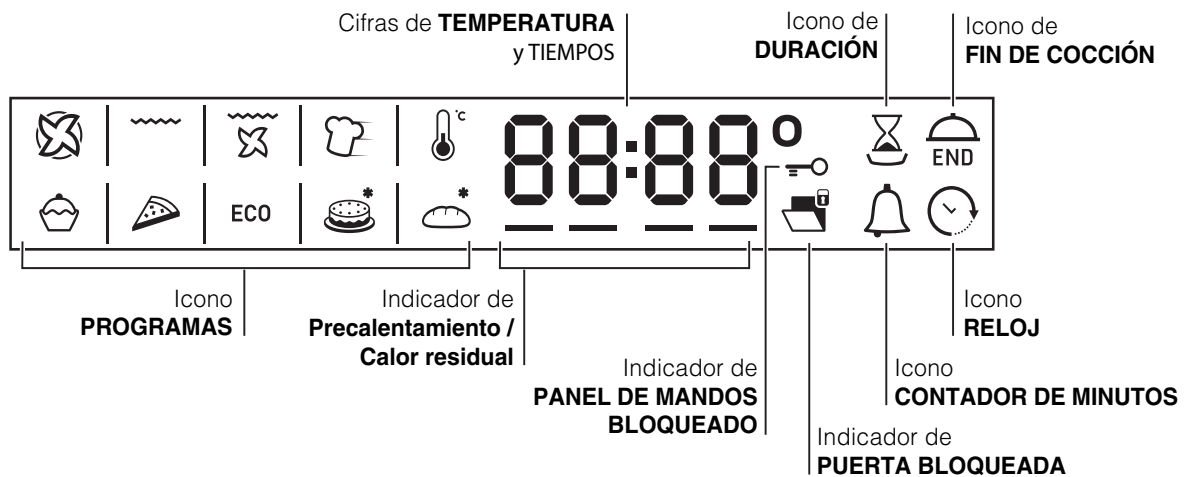 Cifras de TEMPERATURA
y TIEMPOS
Icono de
DURACIÓN
Icono de
FIN DE COCCIÓN
°C
88:88
END
ECO
Icono
PROGRAMAS
Indicador de
Precalentamiento /
Calor residual
Indicador de
PANEL DE MANDOS
BLOQUEADO
Indicador de
PUERTA BLOQUEADA
Icono
CONTADOR DE MINUTOS
Icono
RELOJ